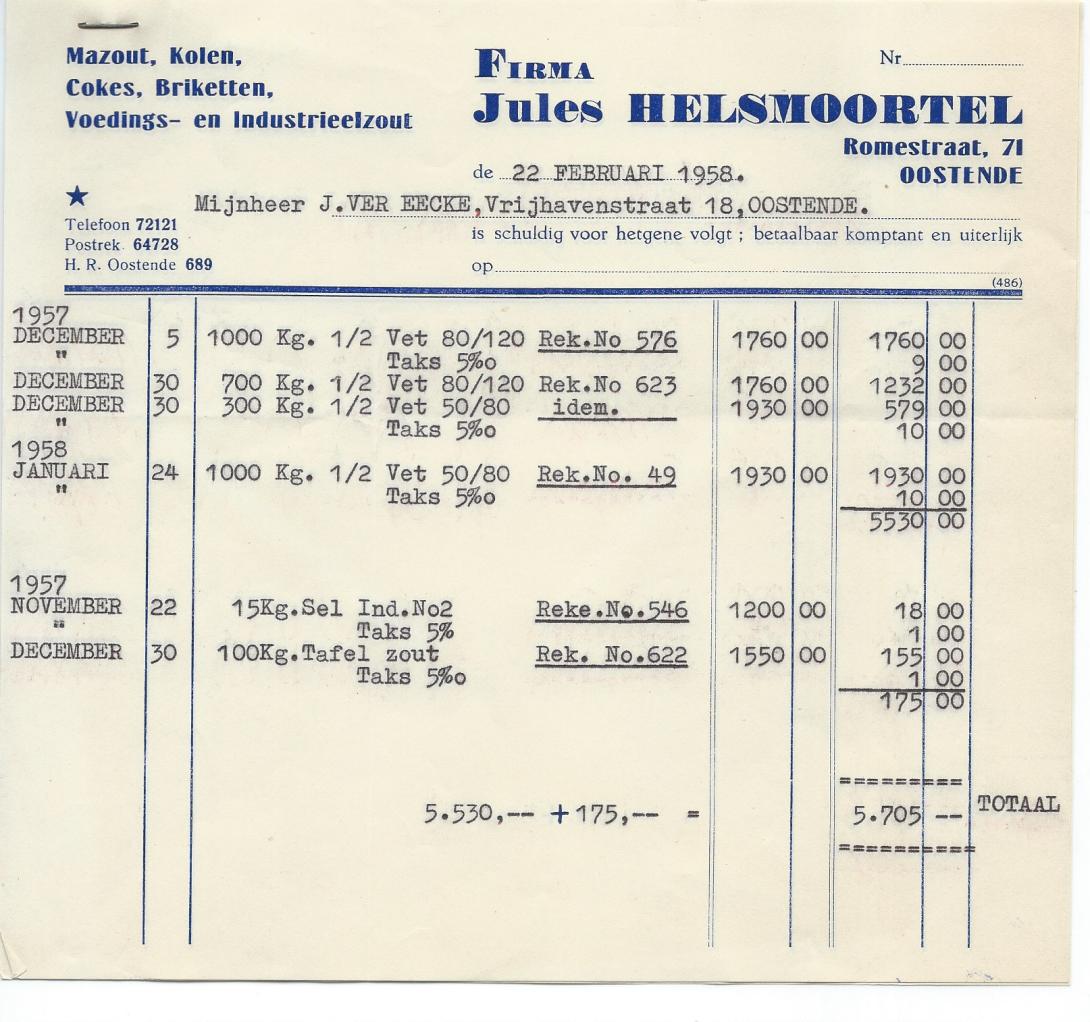 Mazout, Kolen,
Cokes, Briketten,
Voedings- en Industrieelzout
Firma
Nr
Jules HELSMOORTEL
Romestraat, 71
OOSTENDE
de 22 FEBRUARI 1958.
Mijnheer J.VER EECKE,Vrijhavenstraat 18,OOSTENDE.
★
Telefoon 72121
Postrek. 64728
H. R. Oostende 689
is schuldig voor hetgene volgt ; betaalbaar komptant en uiterlijk
op
(486)
1957
DECEMBER 5 1000 Kg. 1/2 Vet 80/120 Rek.No 576 1760 00 1760 00
" Taks 5‰ 9 00
DECEMBER 30 700 Kg. 1/2 Vet 80/120 Rek.No 623 1760 00 1232 00
DECEMBER 30 300 Kg. 1/2 Vet 50/80 idem. 1930 00 579 00
" Taks 5‰ 10 00
1958
JANUARI 24 1000 Kg. 1/2 Vet 50/80 Rek.No. 49 1930 00 1930 00
" Taks 5‰ 10 00
5530 00
1957
NOVEMBER 22 15Kg.Sel Ind.No2 Reke.No.546 1200 00 18 00
" Taks 5% 1 00
DECEMBER 30 100Kg.Tafel zout Rek. No.622 1550 00 155 00
Taks 5‰ 1 00
175 00
=========
5.530,-- + 175,-- = 5.705 -- TOTAAL
==========